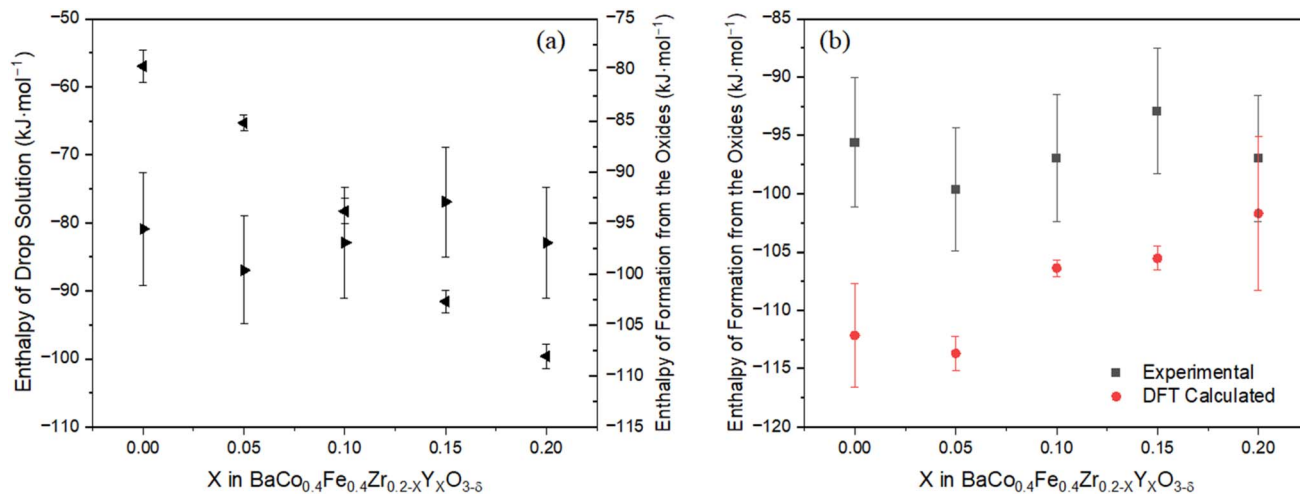 (a)
Enthalpy of Drop Solution (kJ·mol⁻¹)
−50
−60
−70
−80
−90
−100
−110
0.00 0.05 0.10 0.15 0.20
X in BaCo₀.₄Fe₀.₄Zr₀.₂₋ₓYₓO₃₋δ
−75
−80
−85
−90
−95
−100
−105
−110
−115
Enthalpy of Formation from the Oxides (kJ·mol⁻¹)
(b)
Enthalpy of Formation from the Oxides (kJ·mol⁻¹)
−85
−90
−95
−100
−105
−110
−115
−120
Experimental
DFT Calculated
0.00 0.05 0.10 0.15 0.20
X in BaCo₀.₄Fe₀.₄Zr₀.₂₋ₓYₓO₃₋δ